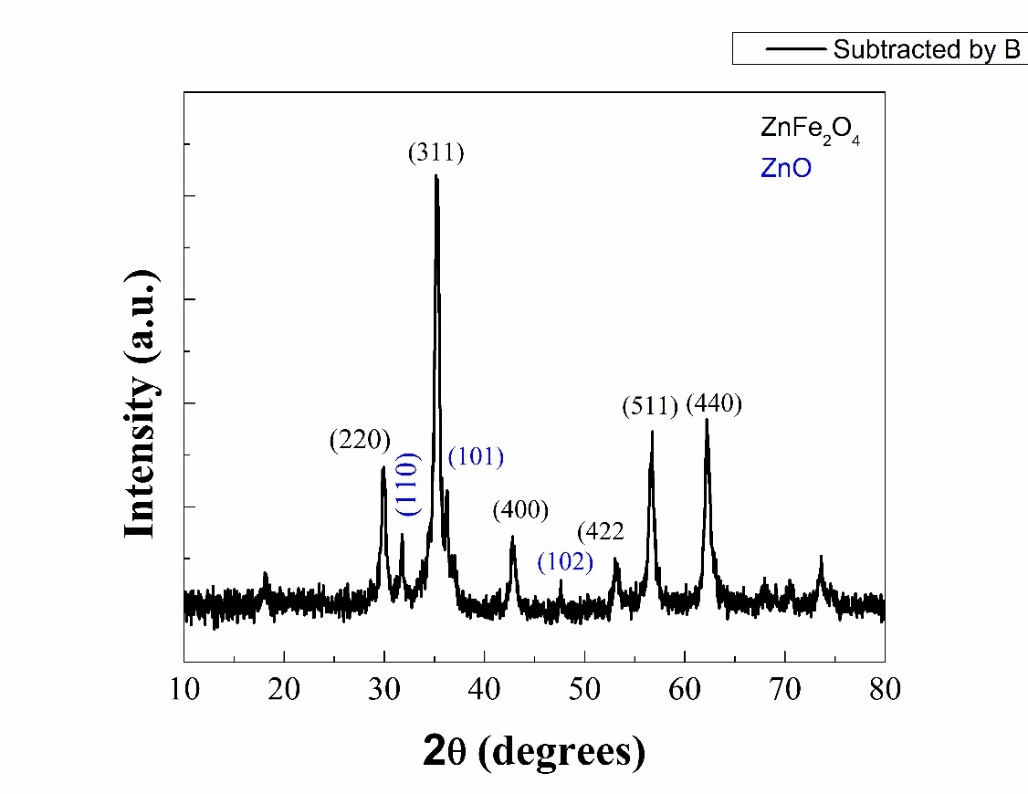 Subtracted by B
ZnFe₂O₄
ZnO
(311)
(220)
(110)
(101)
(400)
(102)
(422
(511)
(440)
Intensity (a.u.)
10 20 30 40 50 60 70 80
2θ (degrees)